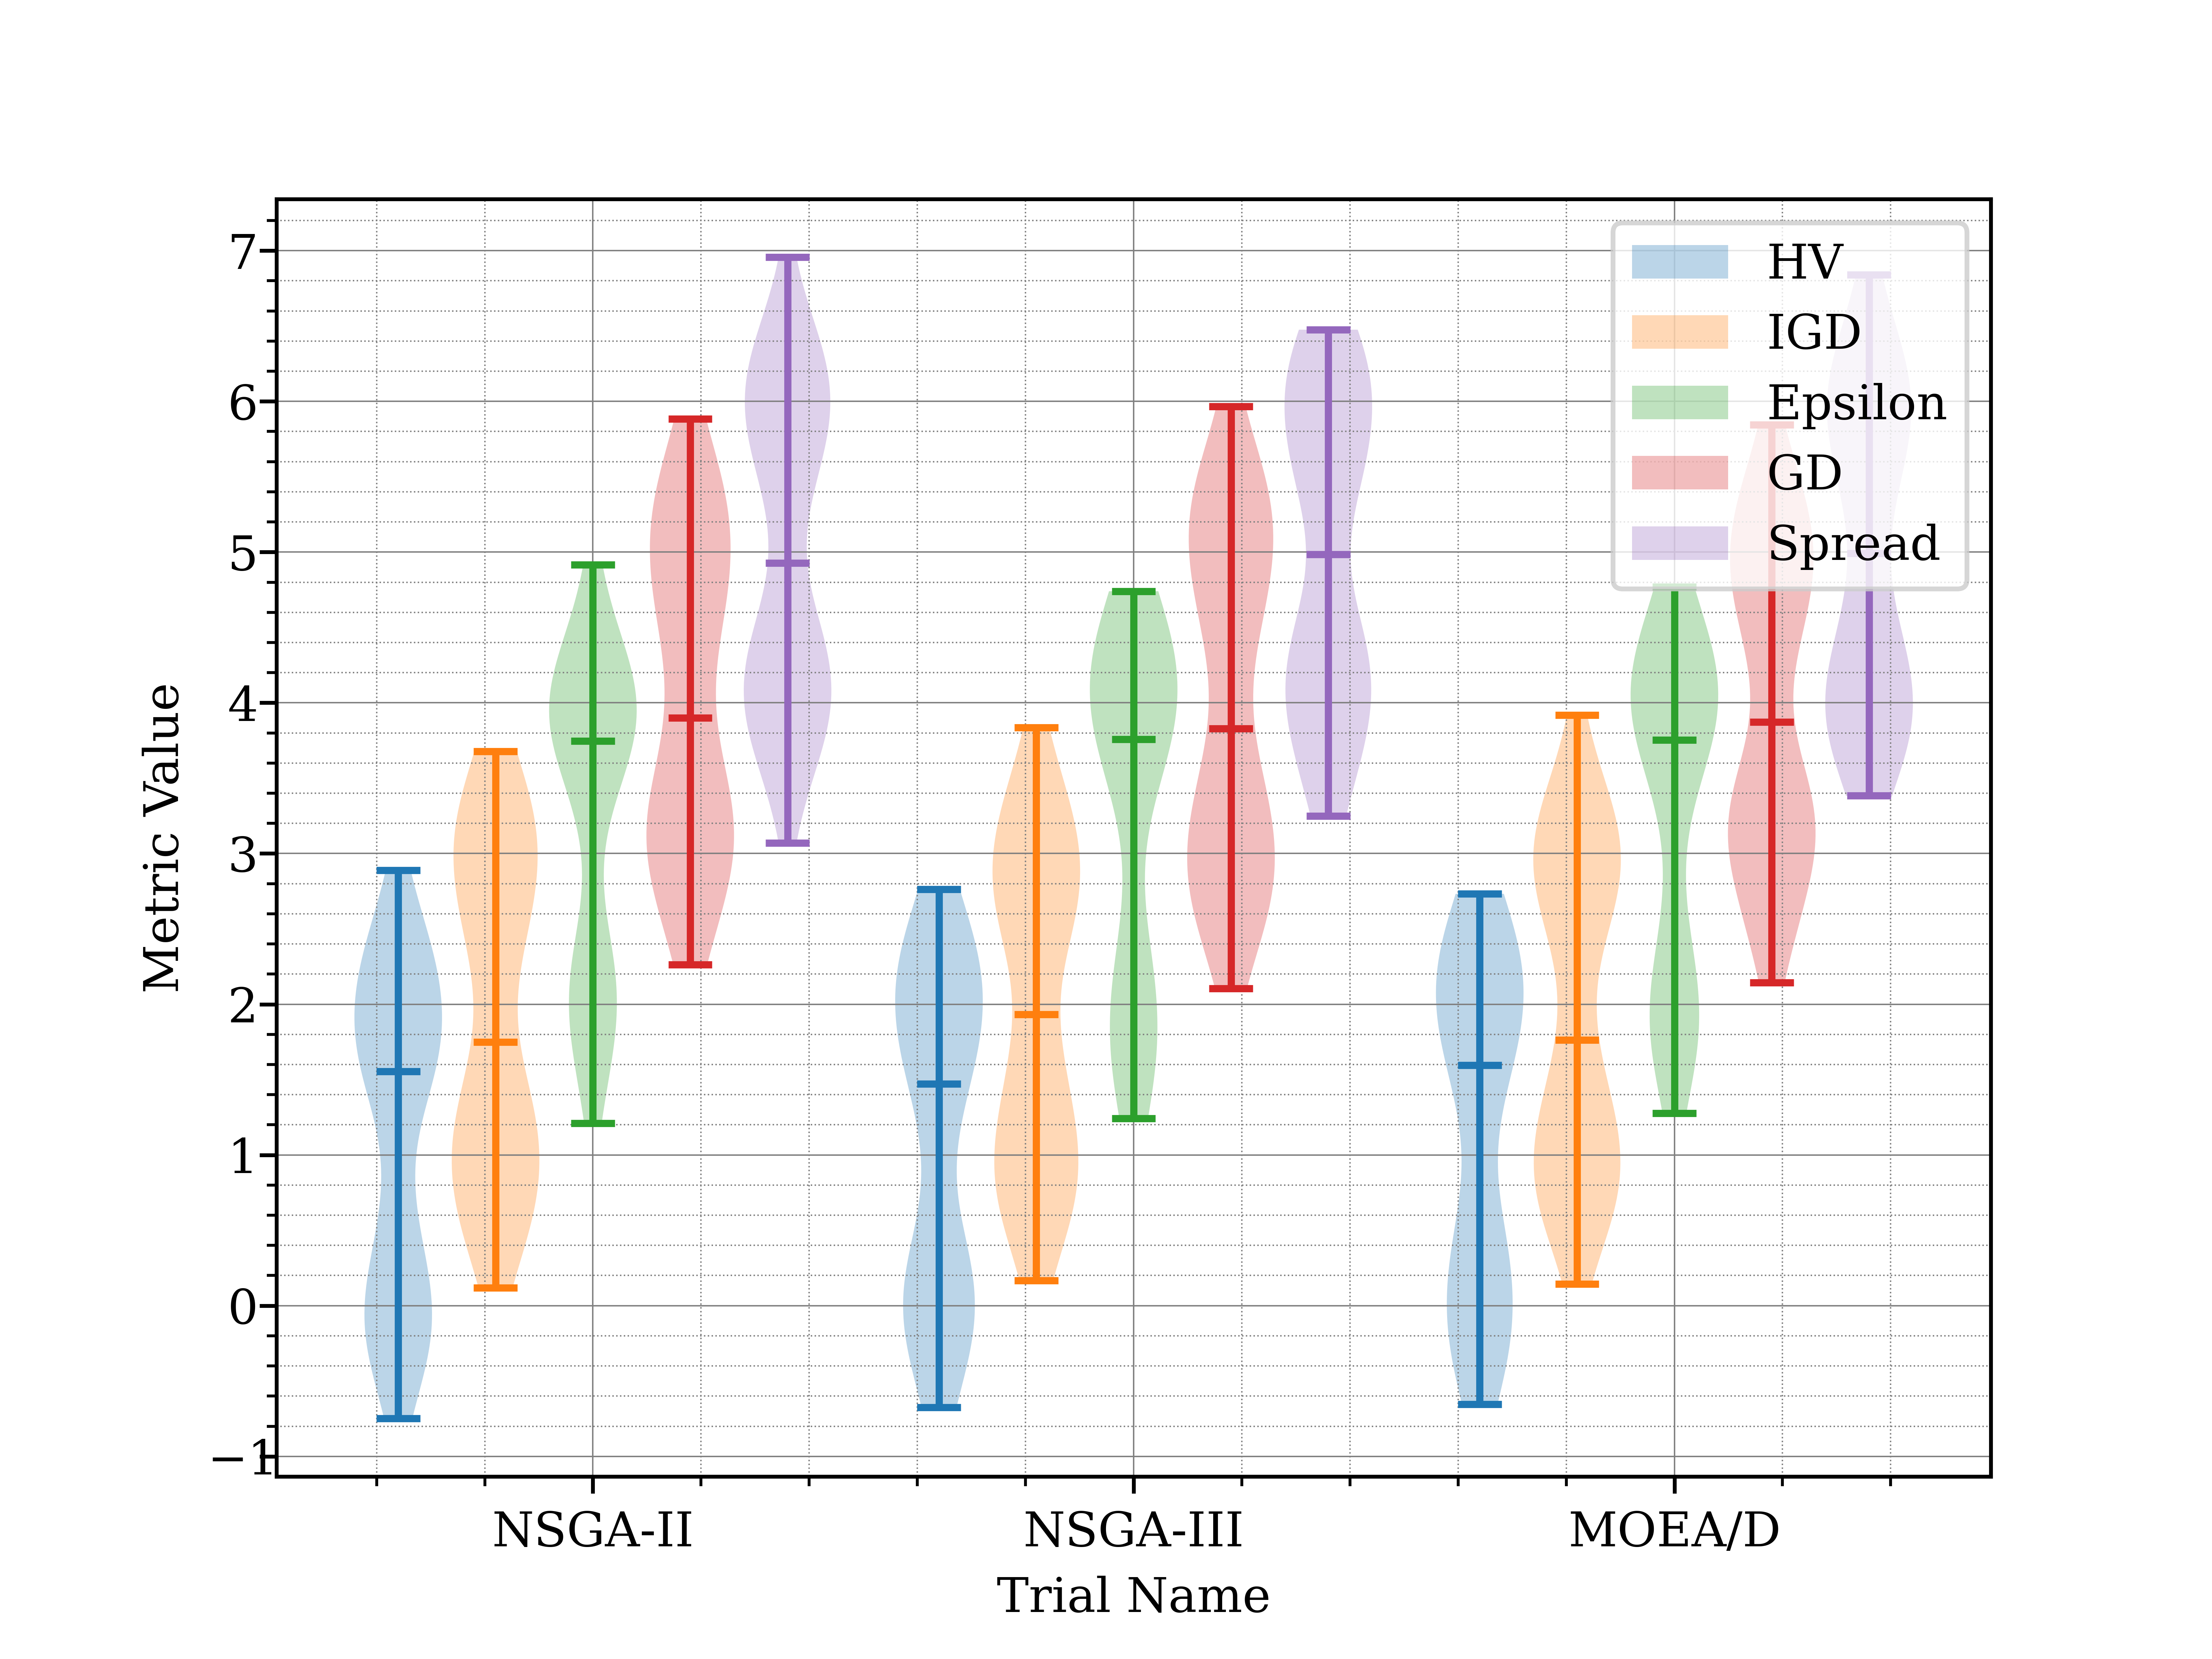 7
6
5
4
3
2
1
0
−1
Metric Value
HV
IGD
Epsilon
GD
Spread
NSGA-II
NSGA-III
MOEA/D
Trial Name